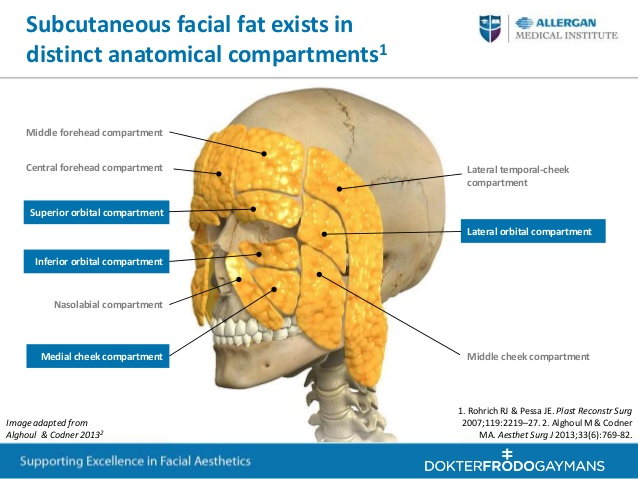 Subcutaneous facial fat exists in
distinct anatomical compartments1
ALLERGAN
MEDICAL INSTITUTE
Middle forehead compartment
Central forehead compartment
Superior orbital compartment
Inferior orbital compartment
Nasolabial compartment
Medial cheek compartment
Lateral temporal-cheek
compartment
Lateral orbital compartment
Middle cheek compartment
Image adapted from
Alghoul & Codner 2013²
1. Rohrich RJ & Pessa JE. Plast Reconstr Surg
2007;119:2219–27. 2. Alghoul M & Codner
MA. Aesthet Surg J 2013;33(6):769-82.
Supporting Excellence in Facial Aesthetics
DOKTERFRODOGAYMANS